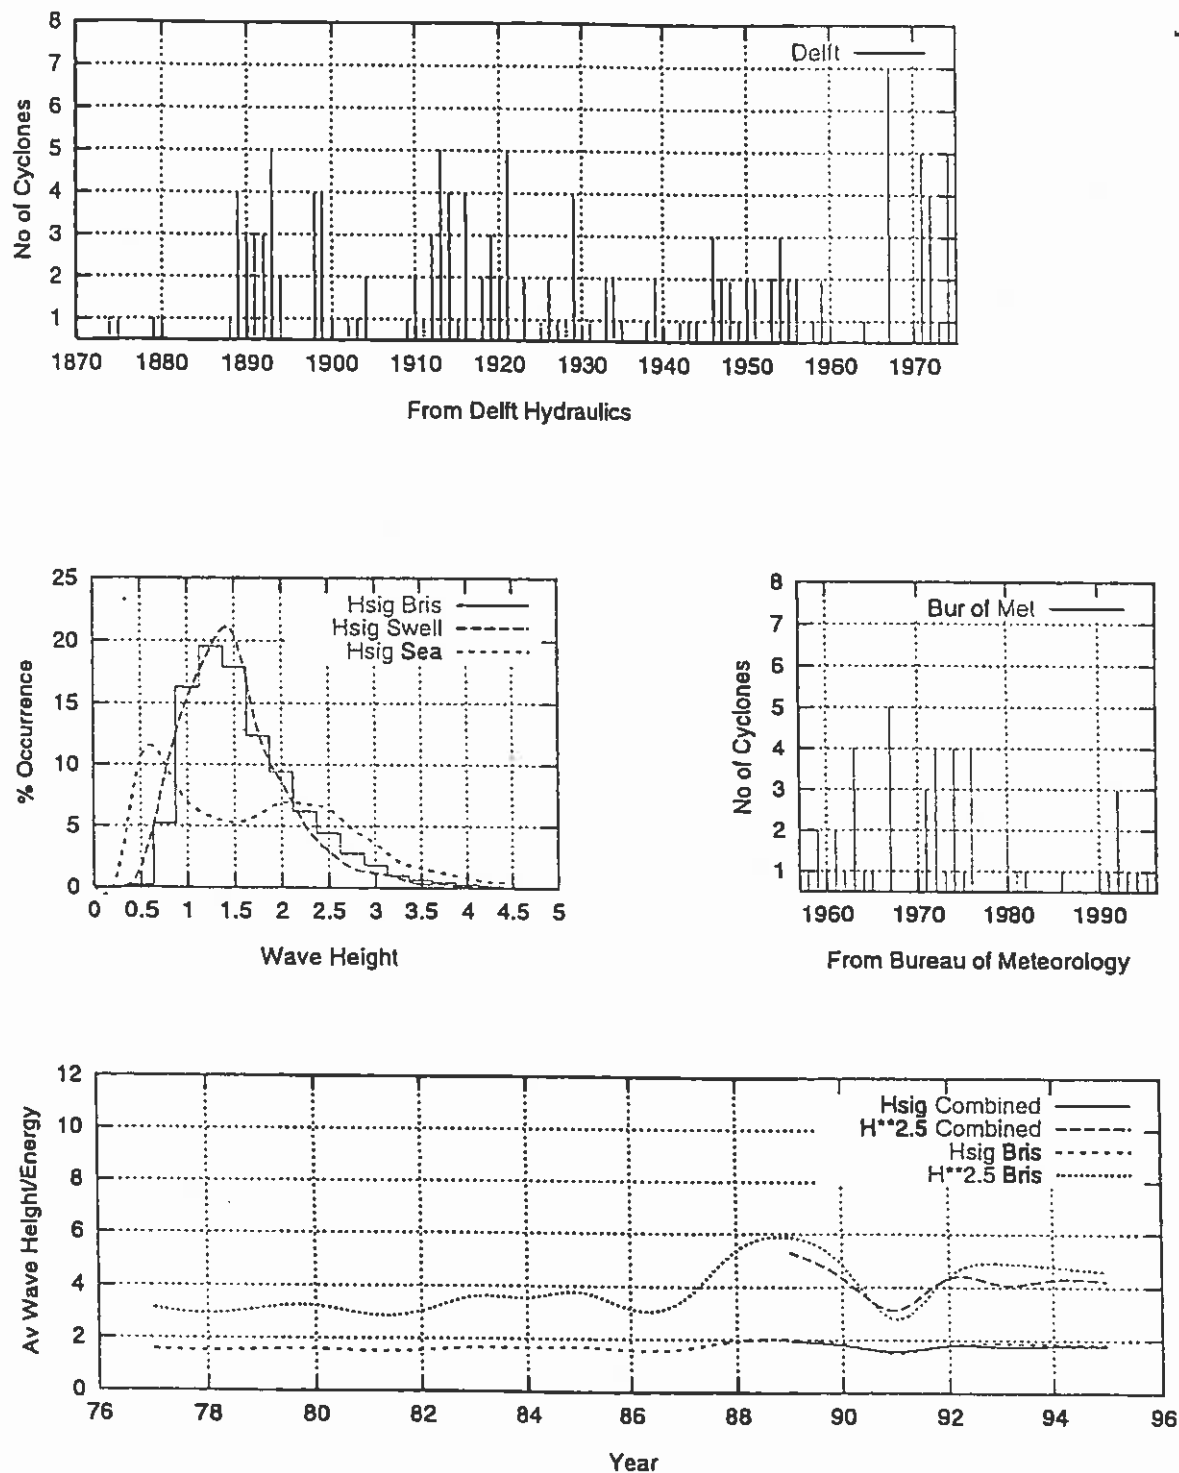 8
7
6
5
4
3
2
1
No of Cyclones
Delft
1870 1880 1890 1900 1910 1920 1930 1940 1950 1960 1970
From Delft Hydraulics
25
20
15
10
5
0
% Occurrence
Hsig Bris
Hsig Swell
Hsig Sea
0 0.5 1 1.5 2 2.5 3 3.5 4 4.5 5
Wave Height
8
7
6
5
4
3
2
1
No of Cyclones
Bur of Met
1960 1970 1980 1990
From Bureau of Meteorology
12
10
8
6
4
2
0
Av Wave Height/Energy
Hsig Combined
H**2.5 Combined
Hsig Bris
H**2.5 Bris
76 78 80 82 84 86 88 90 92 94 96
Year